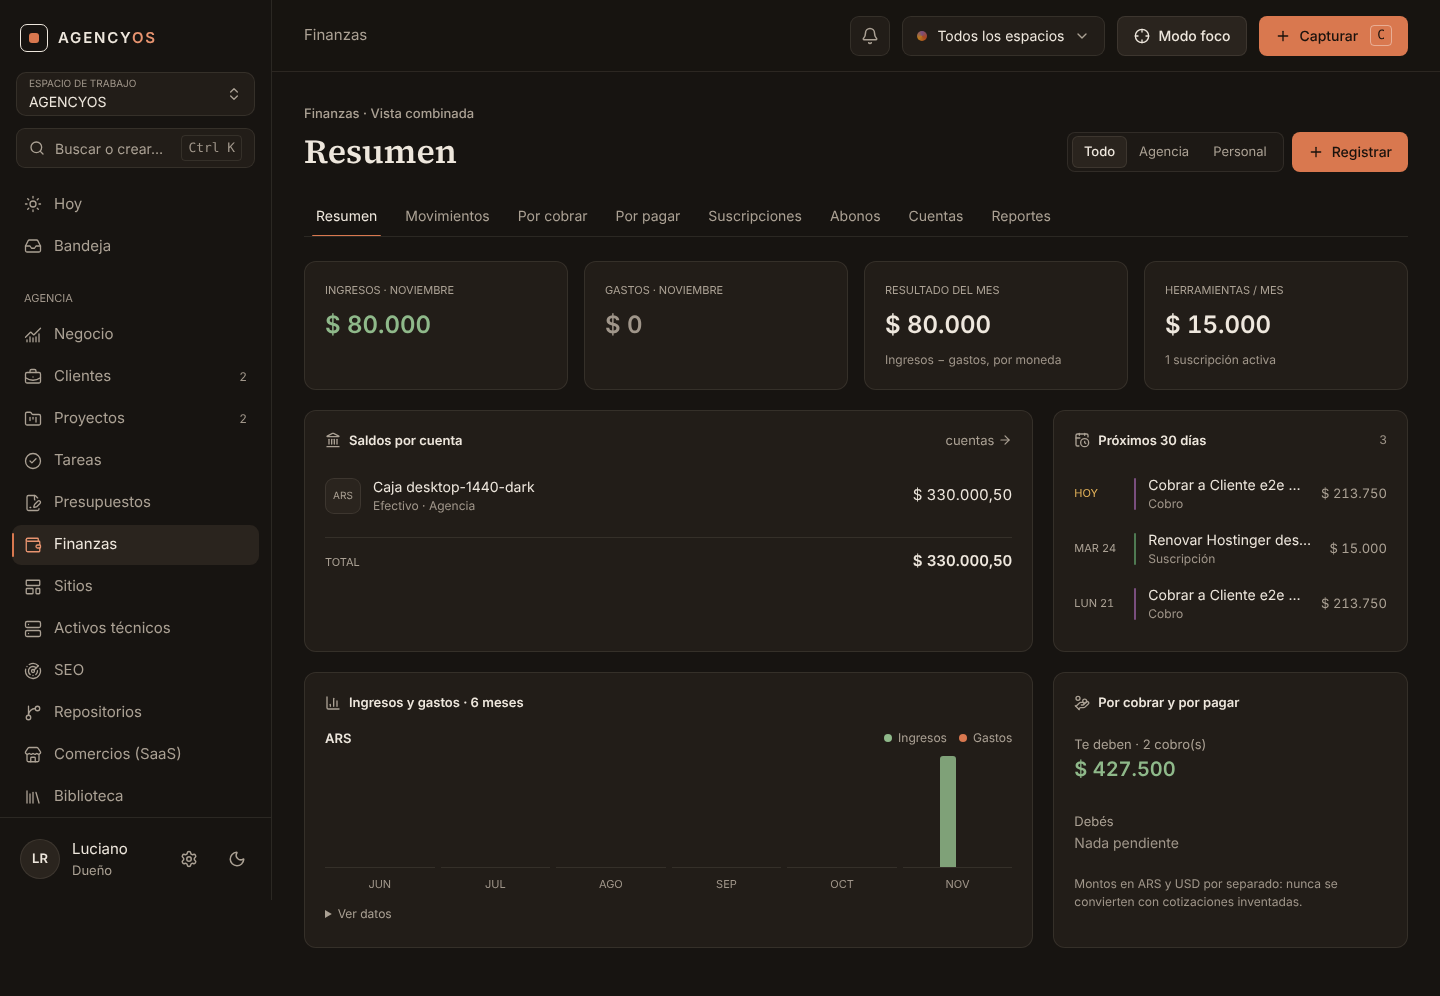 AGENCYOS
ESPACIO DE TRABAJO
AGENCYOS
Buscar o crear... Ctrl K
Hoy
Bandeja
AGENCIA
Negocio
Clientes 2
Proyectos 2
Tareas
Presupuestos
Finanzas
Sitios
Activos técnicos
SEO
Repositorios
Comercios (SaaS)
Biblioteca
LR
Luciano
Dueño
Finanzas
Todos los espacios
Modo foco
Capturar C
Finanzas · Vista combinada
Resumen
Todo Agencia Personal
Registrar
Resumen Movimientos Por cobrar Por pagar Suscripciones Abonos Cuentas Reportes
INGRESOS · NOVIEMBRE
$ 80.000
GASTOS · NOVIEMBRE
$ 0
RESULTADO DEL MES
$ 80.000
Ingresos − gastos, por moneda
HERRAMIENTAS / MES
$ 15.000
1 suscripción activa
Saldos por cuenta
cuentas →
ARS
Caja desktop-1440-dark
Efectivo · Agencia
$ 330.000,50
TOTAL
$ 330.000,50
Próximos 30 días
3
HOY
Cobrar a Cliente e2e ...
Cobro
$ 213.750
MAR 24
Renovar Hostinger des...
Suscripción
$ 15.000
LUN 21
Cobrar a Cliente e2e ...
Cobro
$ 213.750
Ingresos y gastos · 6 meses
ARS
Ingresos Gastos
JUN JUL AGO SEP OCT NOV
Ver datos
Por cobrar y por pagar
Te deben · 2 cobro(s)
$ 427.500
Debés
Nada pendiente
Montos en ARS y USD por separado: nunca se
convierten con cotizaciones inventadas.